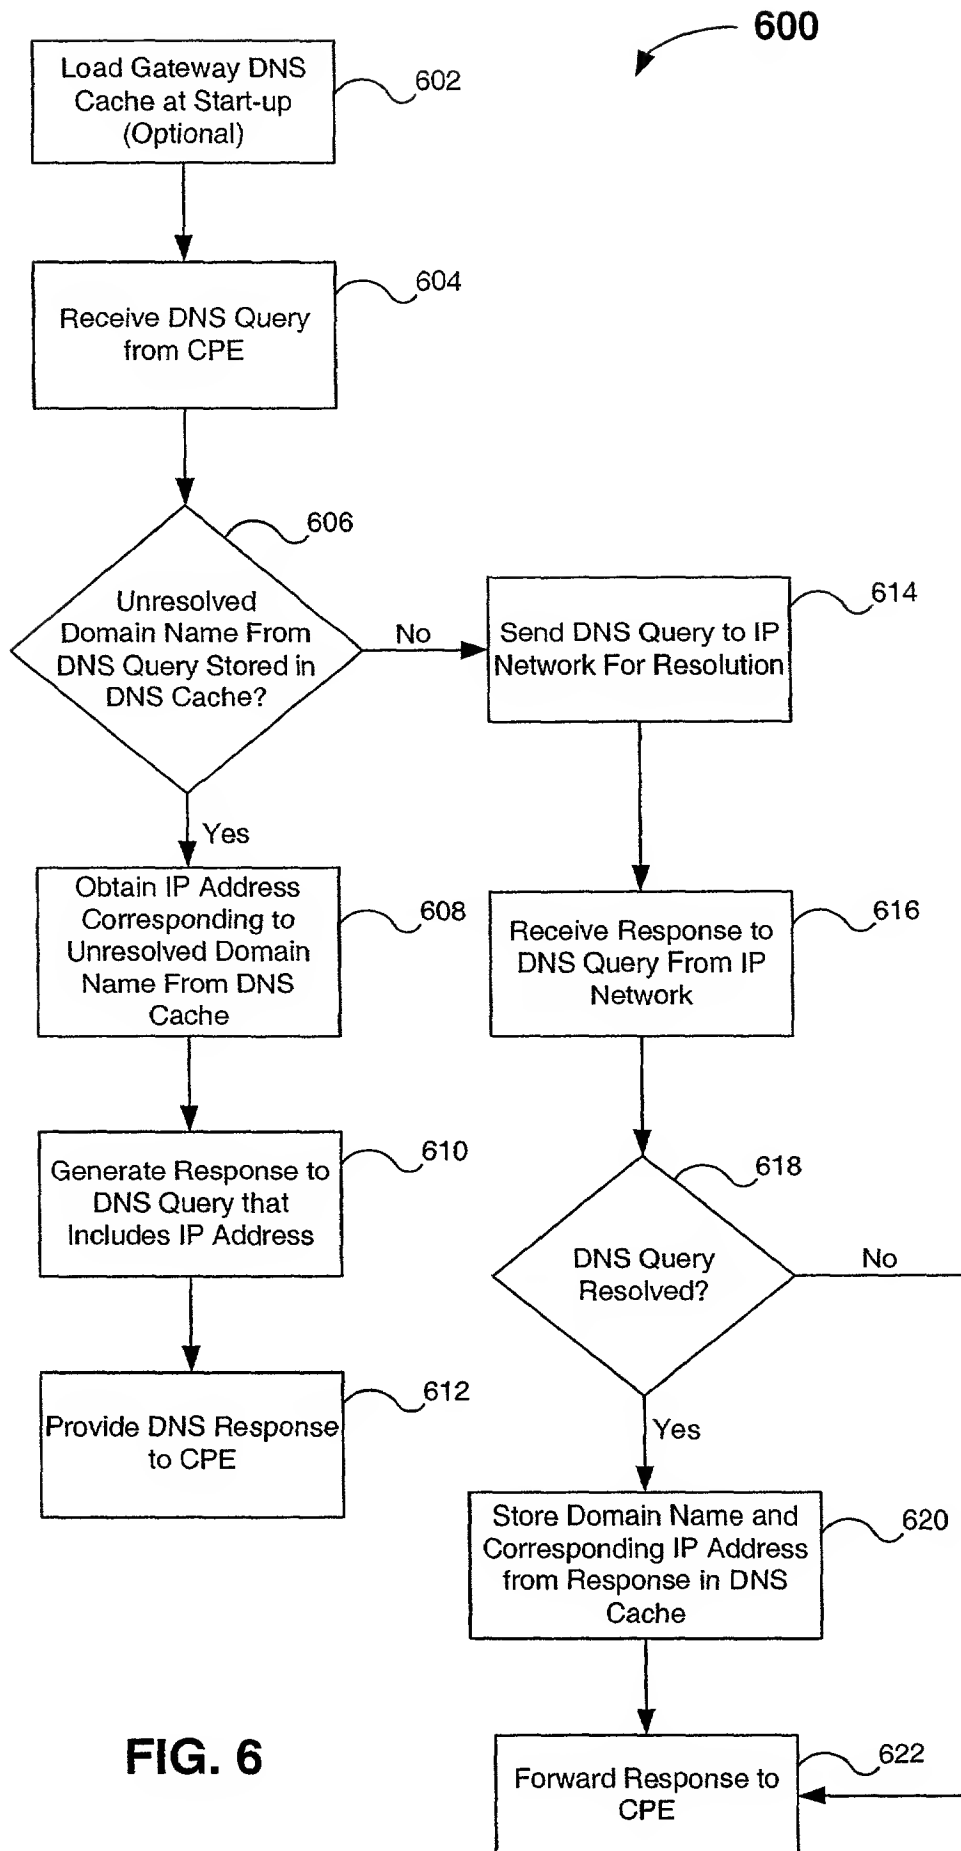 600
Load Gateway DNS
Cache at Start-up
(Optional)
602
Receive DNS Query
from CPE
604
606
Unresolved
Domain Name From
DNS Query Stored in
DNS Cache?
No
Send DNS Query to IP
Network For Resolution
614
Yes
Obtain IP Address
Corresponding to
Unresolved Domain
Name From DNS
Cache
608
Receive Response to
DNS Query From IP
Network
616
Generate Response to
DNS Query that
Includes IP Address
610
618
DNS Query
Resolved?
No
Provide DNS Response
to CPE
612
Yes
Store Domain Name and
Corresponding IP Address
from Response in DNS
Cache
620
Forward Response to
CPE
622
FIG. 6